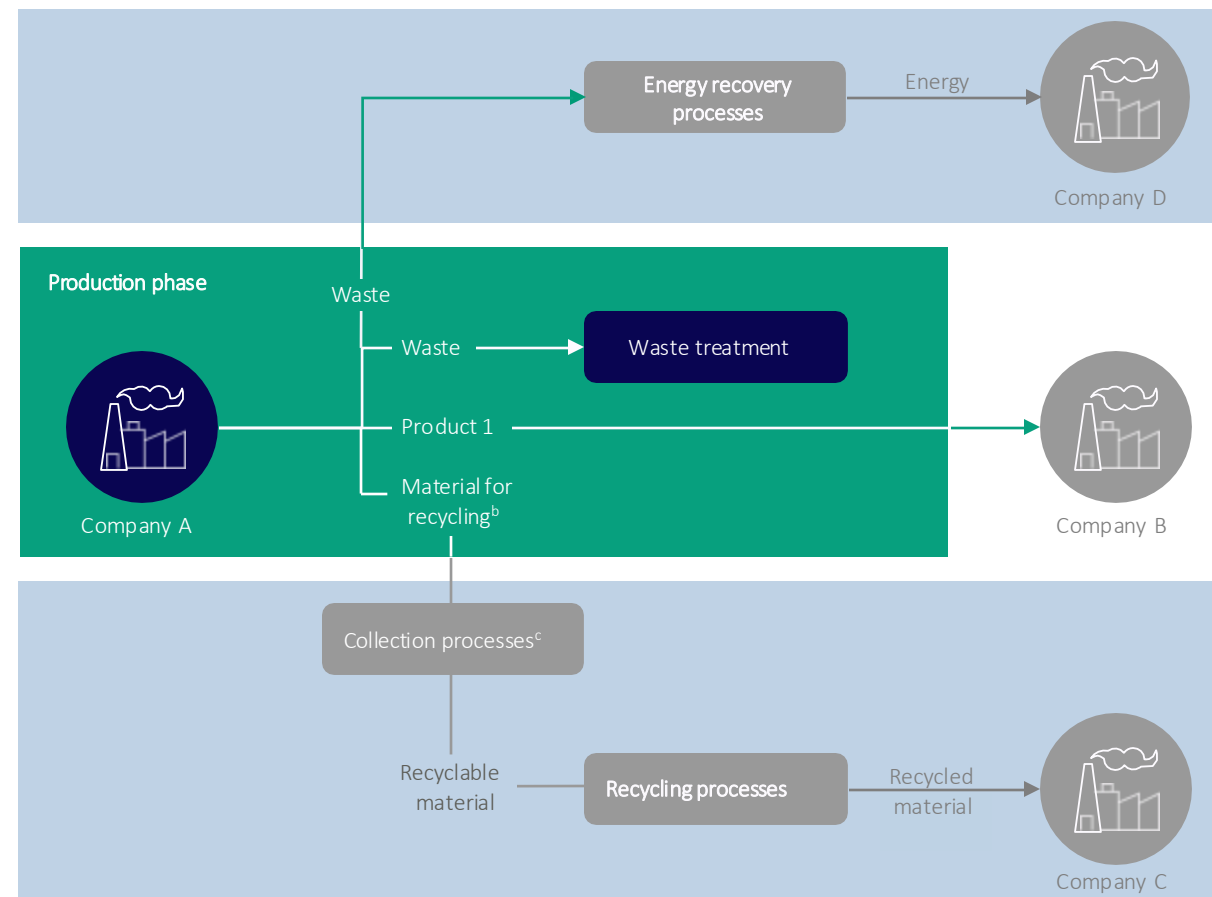 Energy recovery
processes
Energy
Company D
Production phase
Waste
Waste
Waste treatment
Product 1
Material for
recyclingᵇ
Company A
Company B
Collection processesᶜ
Recyclable
material
Recycling processes
Recycled
material
Company C